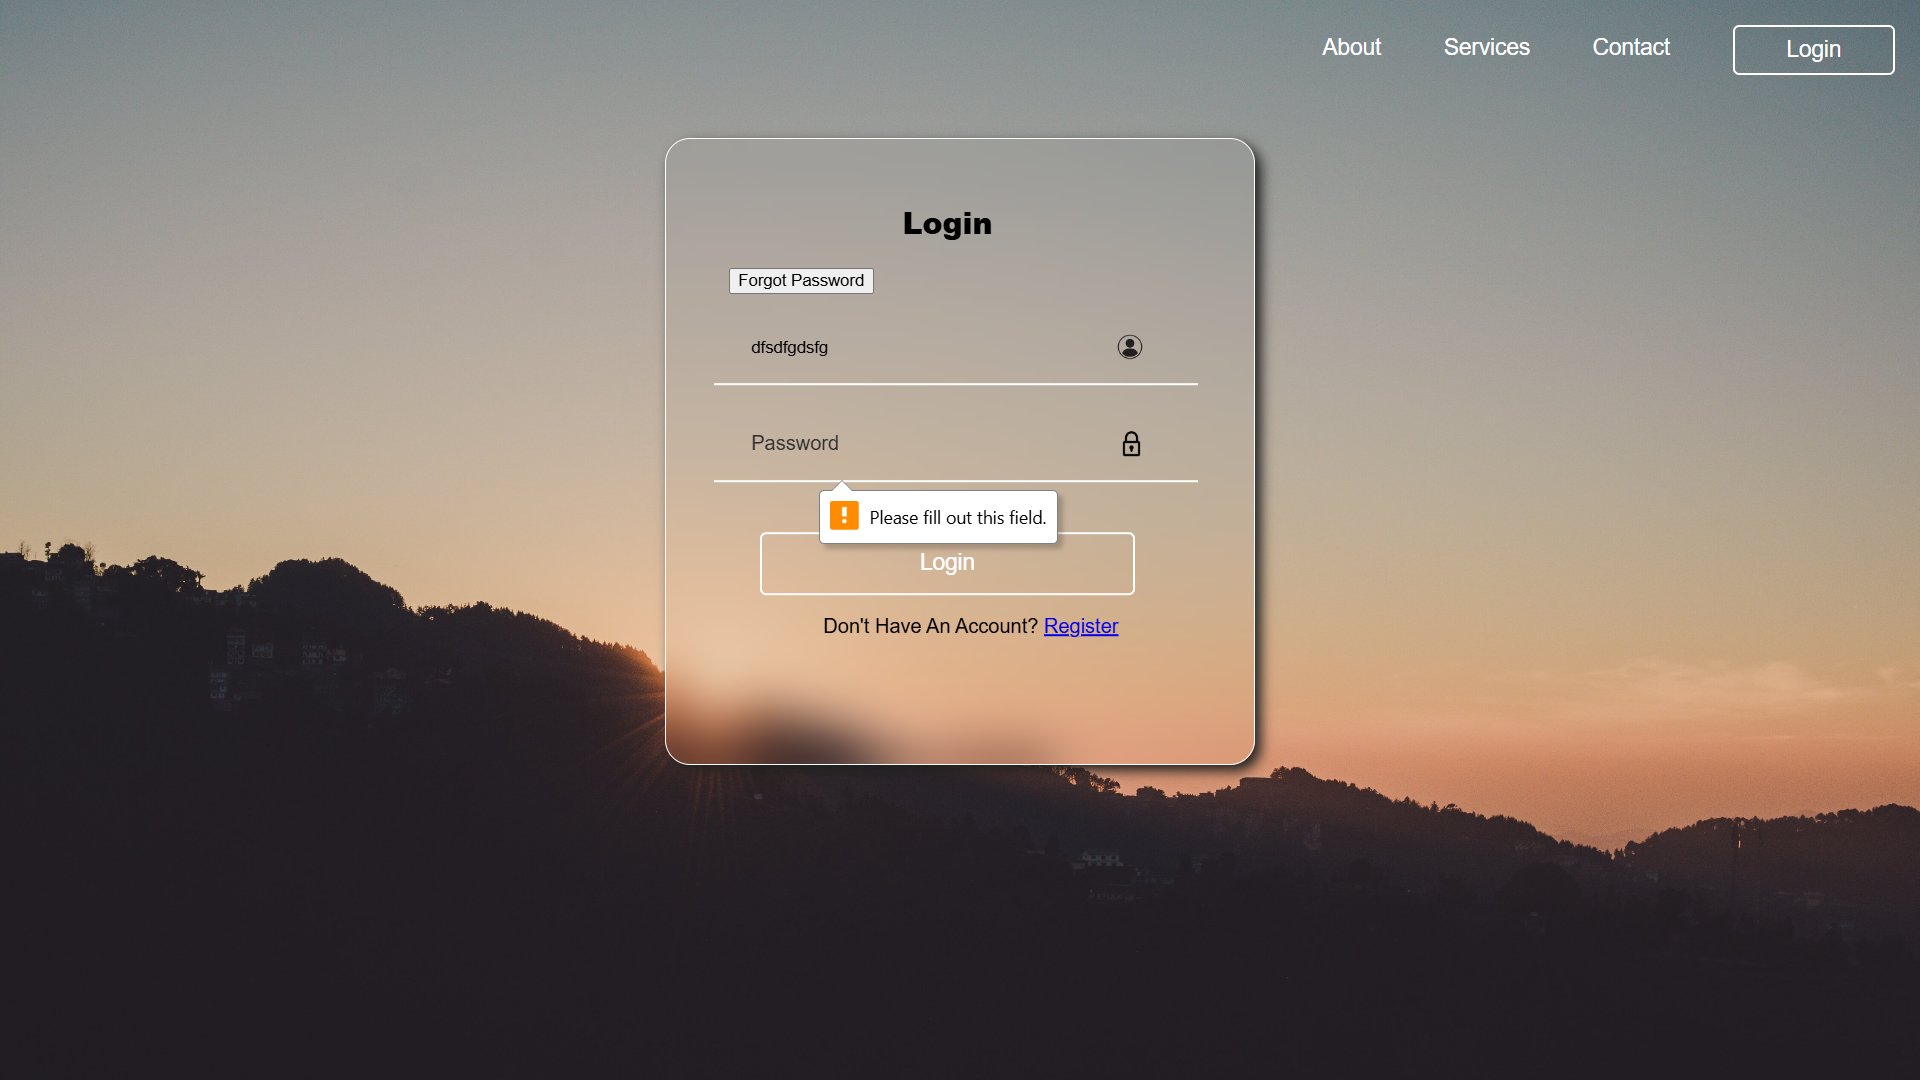 About
Services
Contact
Login
Login
Forgot Password
dfsdfgdsfg
Password
Please fill out this field.
Login
Don't Have An Account? Register